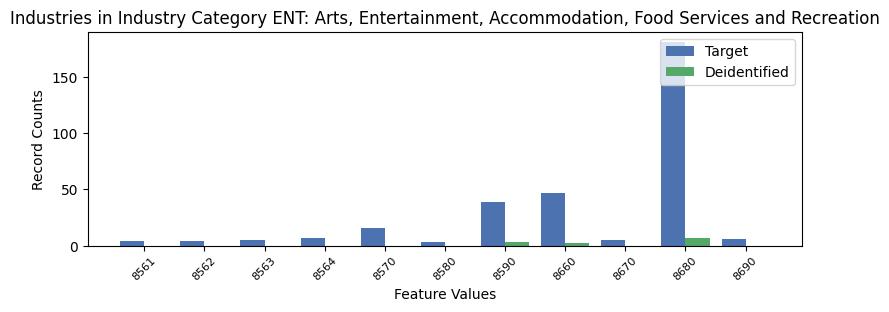 Industries in Industry Category ENT: Arts, Entertainment, Accommodation, Food Services and Recreation
Target
Deidentified
Record Counts
150
100
50
0
8561 8562 8563 8564 8570 8580 8590 8660 8670 8680 8690
Feature Values